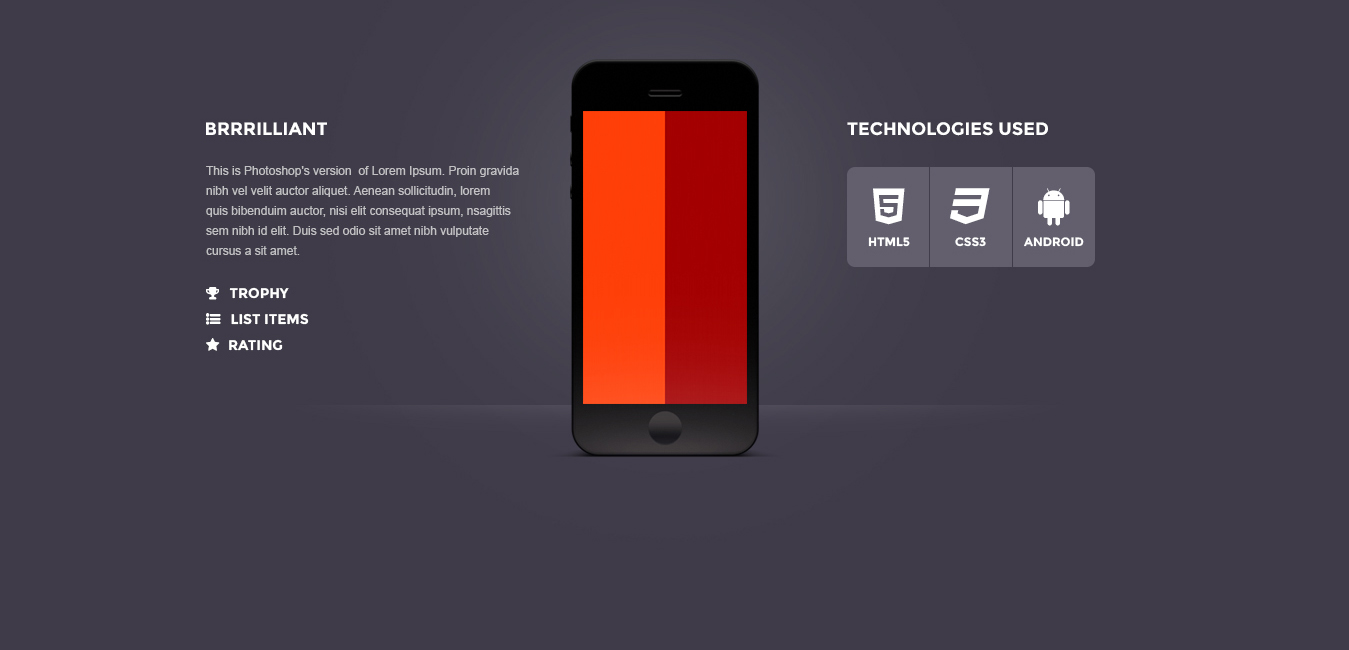 BRRRILLIANT
This is Photoshop's version  of Lorem Ipsum. Proin gravida
nibh vel velit auctor aliquet. Aenean sollicitudin, lorem
quis bibenduim auctor, nisi elit consequat ipsum, nsagittis
sem nibh id elit. Duis sed odio sit amet nibh vulputate
cursus a sit amet.
TROPHY
LIST ITEMS
RATING
TECHNOLOGIES USED
HTML5 CSS3 ANDROID